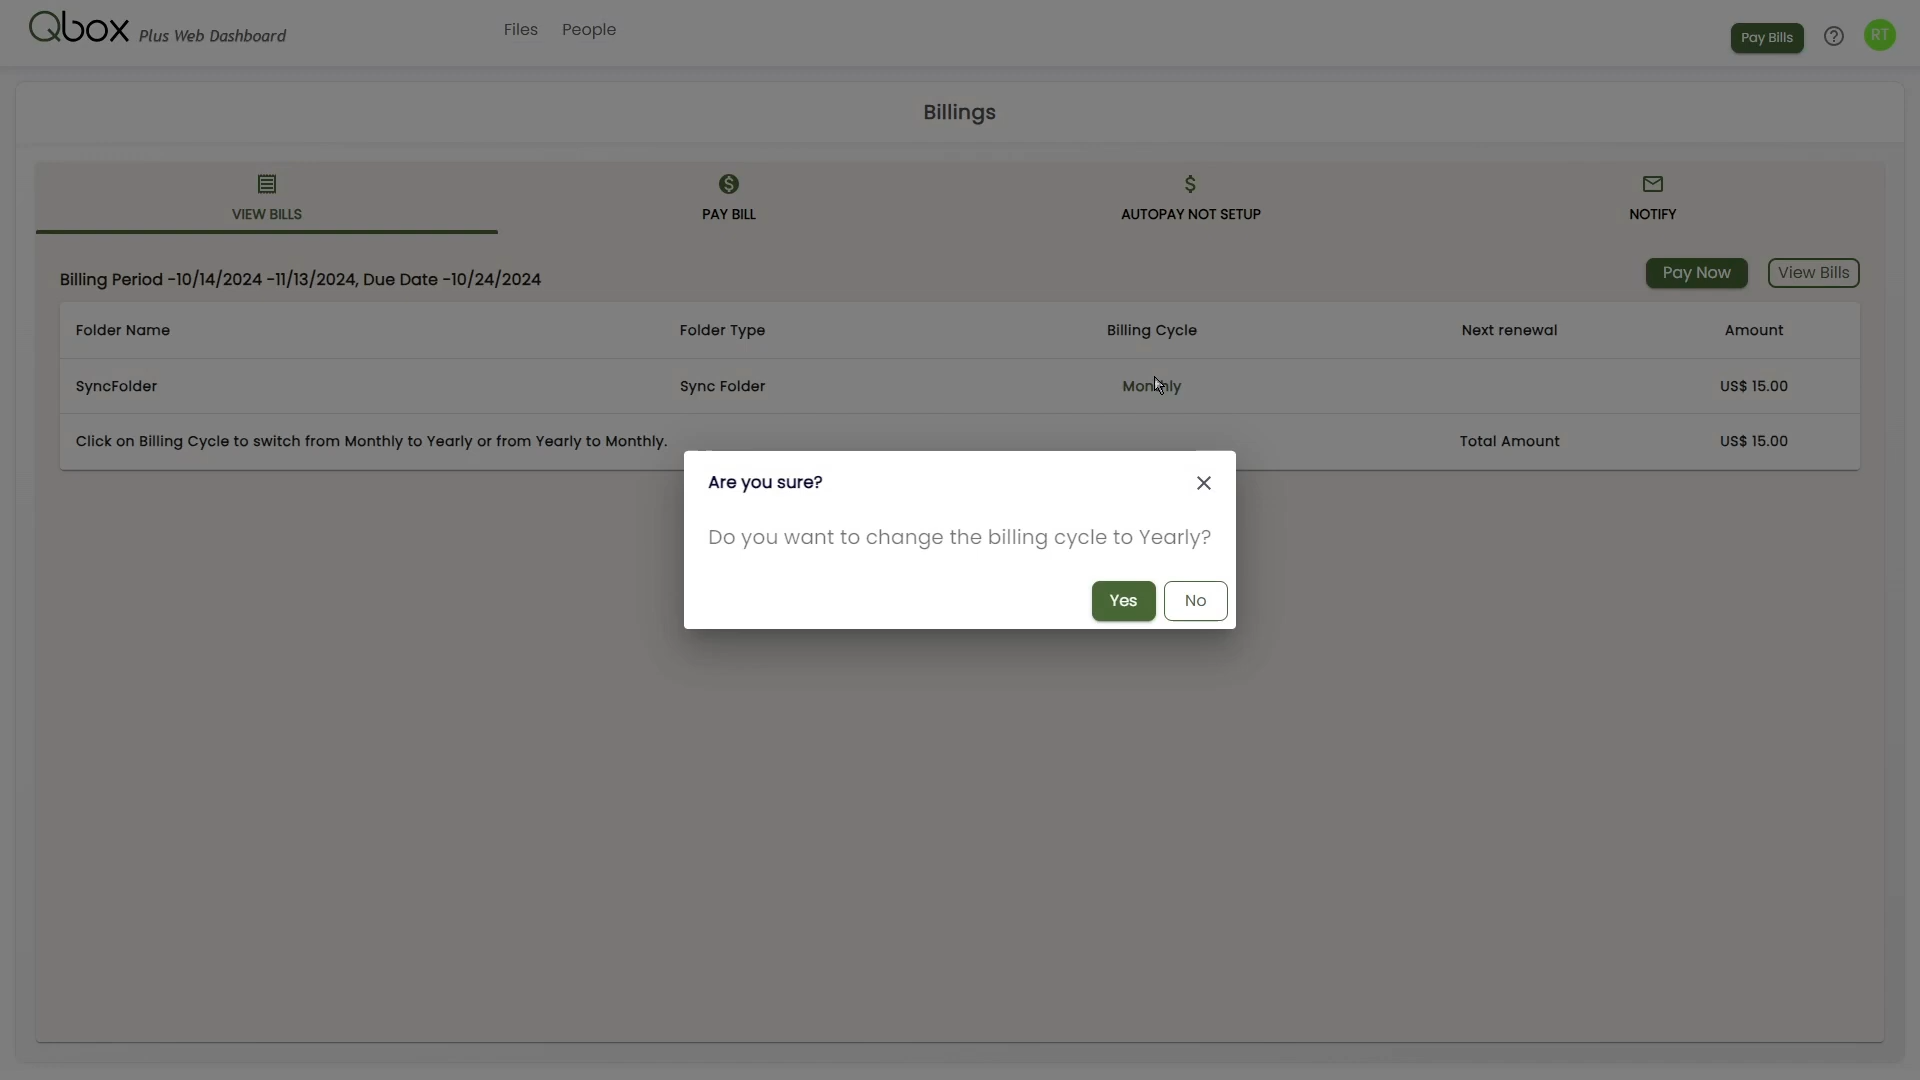 Qbox Plus Web Dashboard
Files People
Pay Bills
RT
Billings
VIEW BILLS
PAY BILL
AUTOPAY NOT SETUP
NOTIFY
Billing Period -10/14/2024 -11/13/2024, Due Date -10/24/2024
Pay Now View Bills
Folder Name Folder Type Billing Cycle Next renewal Amount
SyncFolder Sync Folder Monthly US$ 15.00
Click on Billing Cycle to switch from Monthly to Yearly or from Yearly to Monthly. Total Amount US$ 15.00
Are you sure?
Do you want to change the billing cycle to Yearly?
Yes No